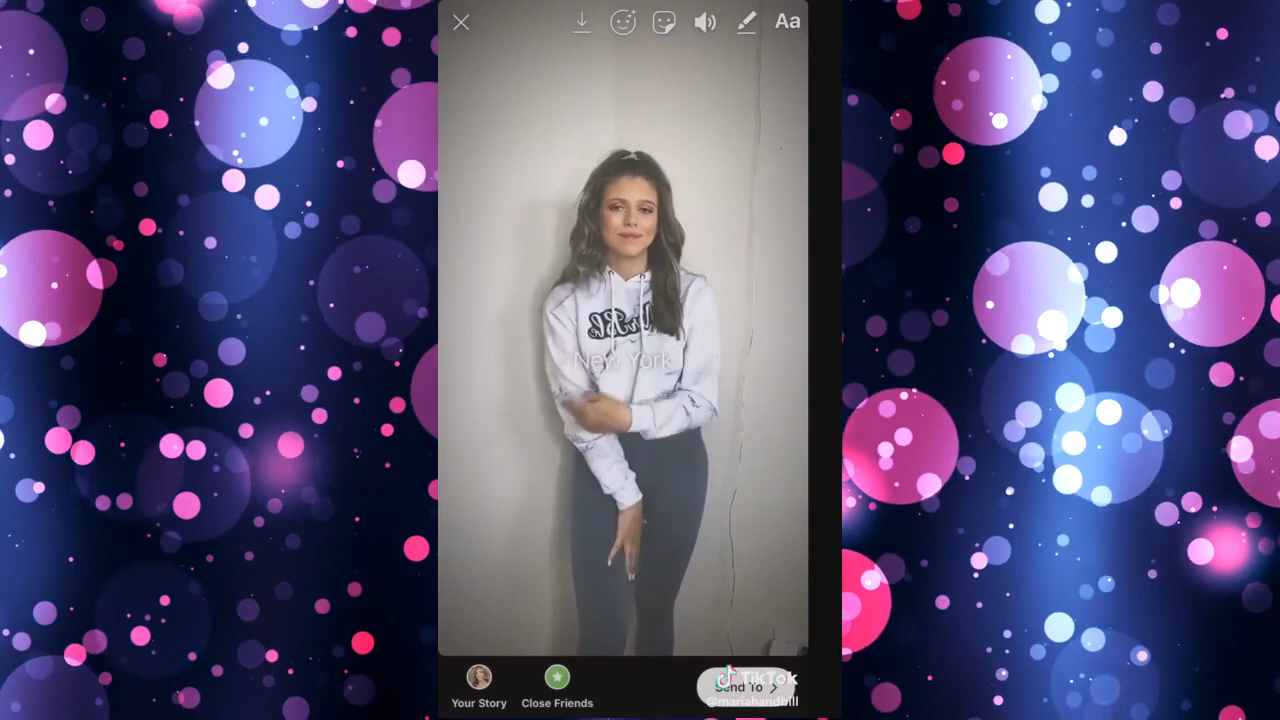 Aa
New York
Your Story
Close Friends
Send To
TikTok
@mariahandbill